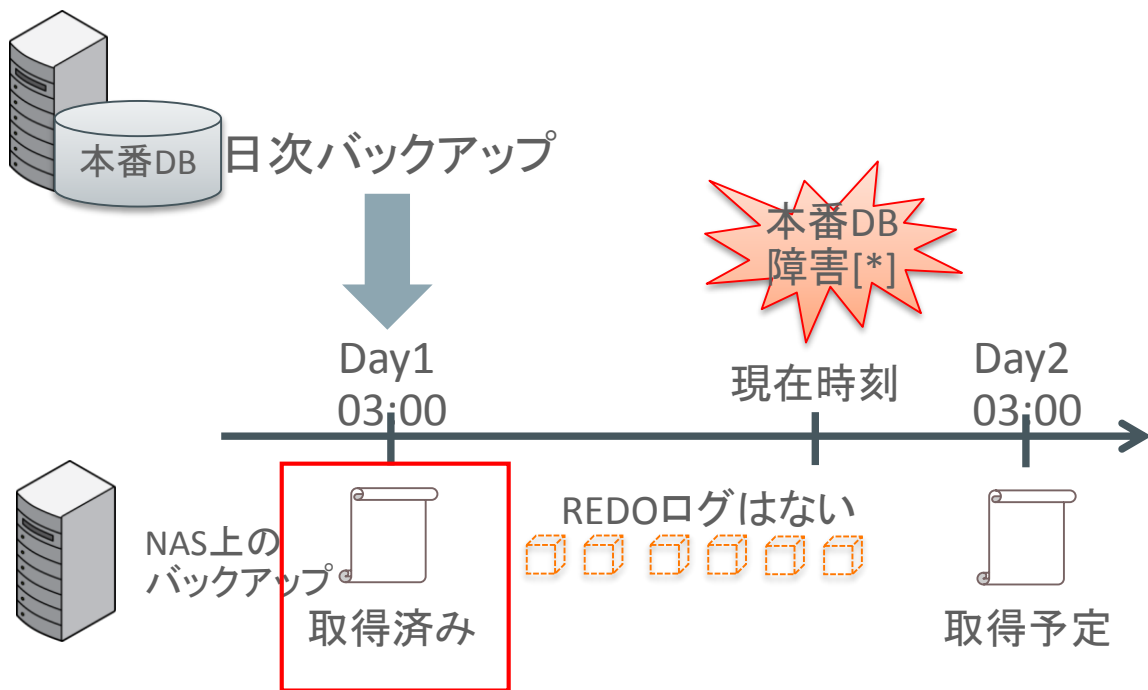 本番DB
日次バックアップ
本番DB
障害[*]
Day1
03:00
現在時刻
Day2
03:00
NAS上の
バックアップ
取得済み
REDOログはない
取得予定